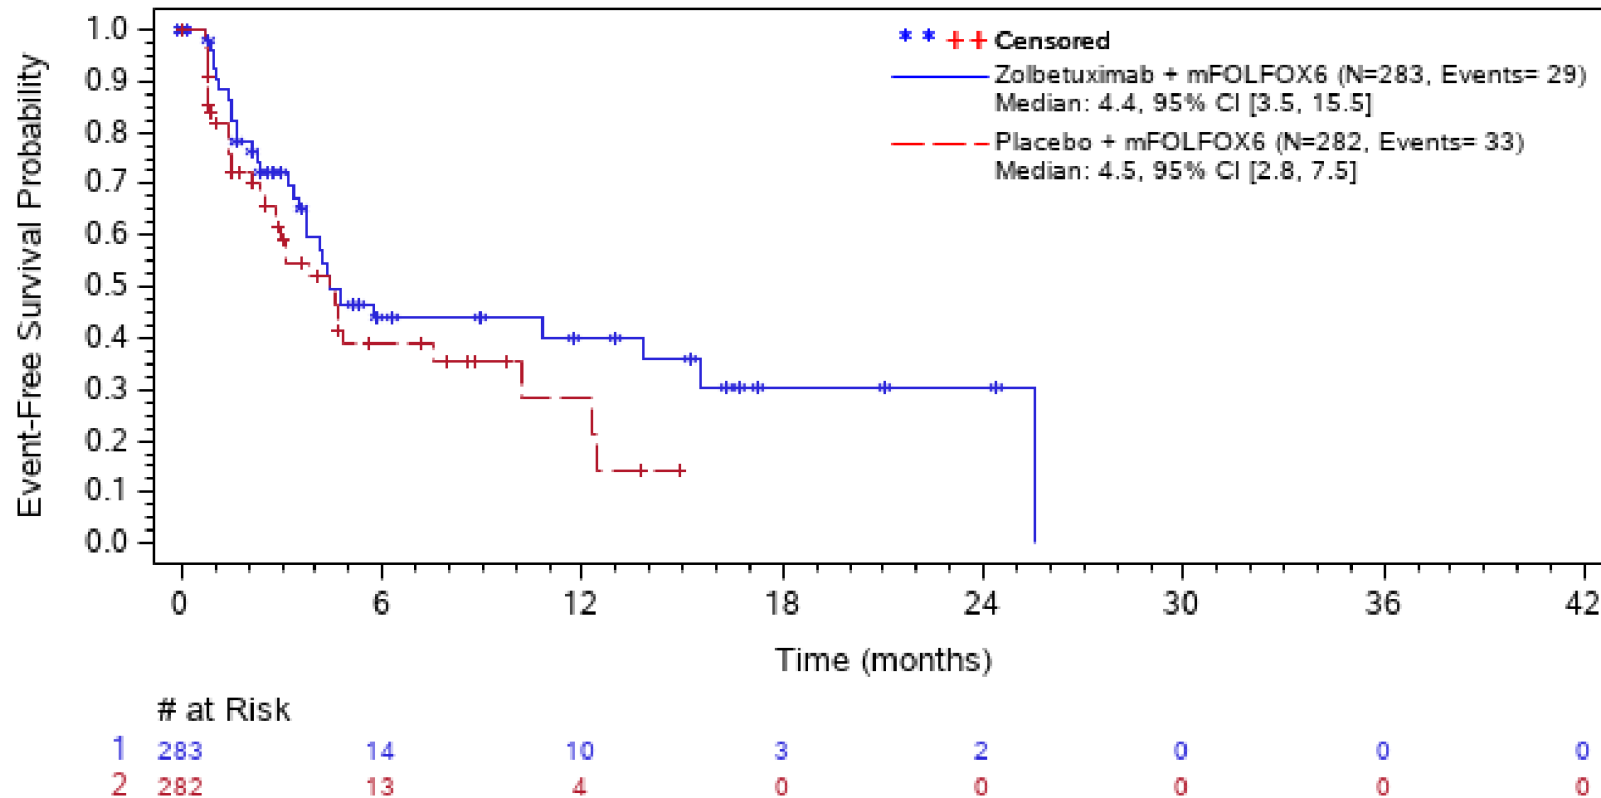 Event-Free Survival Probability
1.0
0.9
0.8
0.7
0.6
0.5
0.4
0.3
0.2
0.1
0.0
Censored
Zolbetuximab + mFOLFOX6 (N=283, Events= 29)
Median: 4.4, 95% CI [3.5, 15.5]
Placebo + mFOLFOX6 (N=282, Events= 33)
Median: 4.5, 95% CI [2.8, 7.5]
0 6 12 18 24 30 36 42
Time (months)
# at Risk
1 283 14 10 3 2 0 0 0
2 282 13 4 0 0 0 0 0